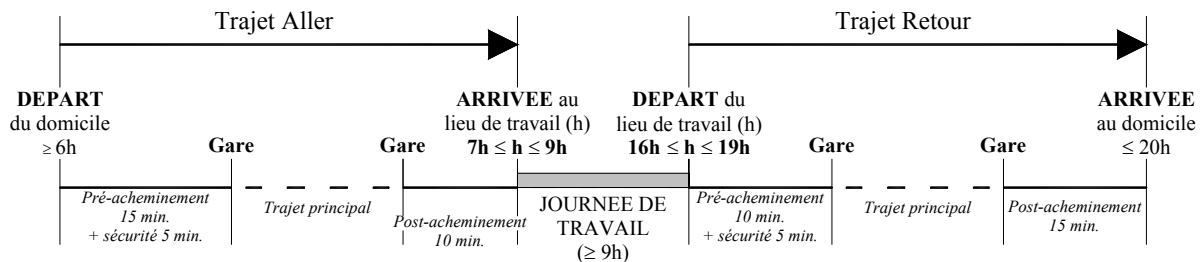 Trajet Aller
Trajet Retour
DEPART
du domicile
≥ 6h
ARRIVEE au
lieu de travail (h)
7h ≤ h ≤ 9h
DEPART du
lieu de travail (h)
16h ≤ h ≤ 19h
ARRIVEE
au domicile
≤ 20h
Gare
Gare
Gare
Gare
Pré-acheminement
15 min.
+ sécurité 5 min.
Trajet principal
Post-acheminement
10 min.
JOURNEE DE
TRAVAIL
(≥ 9h)
Pré-acheminement
10 min.
+ sécurité 5 min.
Trajet principal
Post-acheminement
15 min.